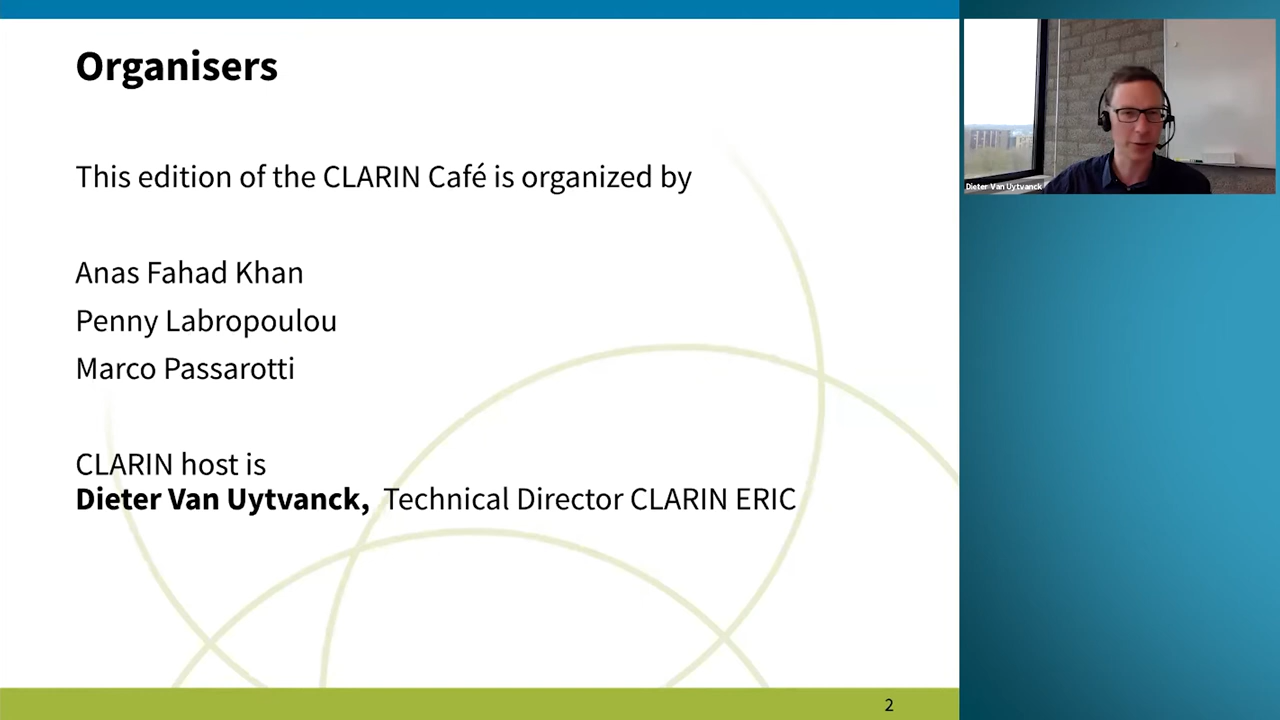 Organisers
This edition of the CLARIN Café is organized by
Anas Fahad Khan
Penny Labropoulou
Marco Passarotti
CLARIN host is
Dieter Van Uytvanck, Technical Director CLARIN ERIC
2
Dieter Van Uytvanck